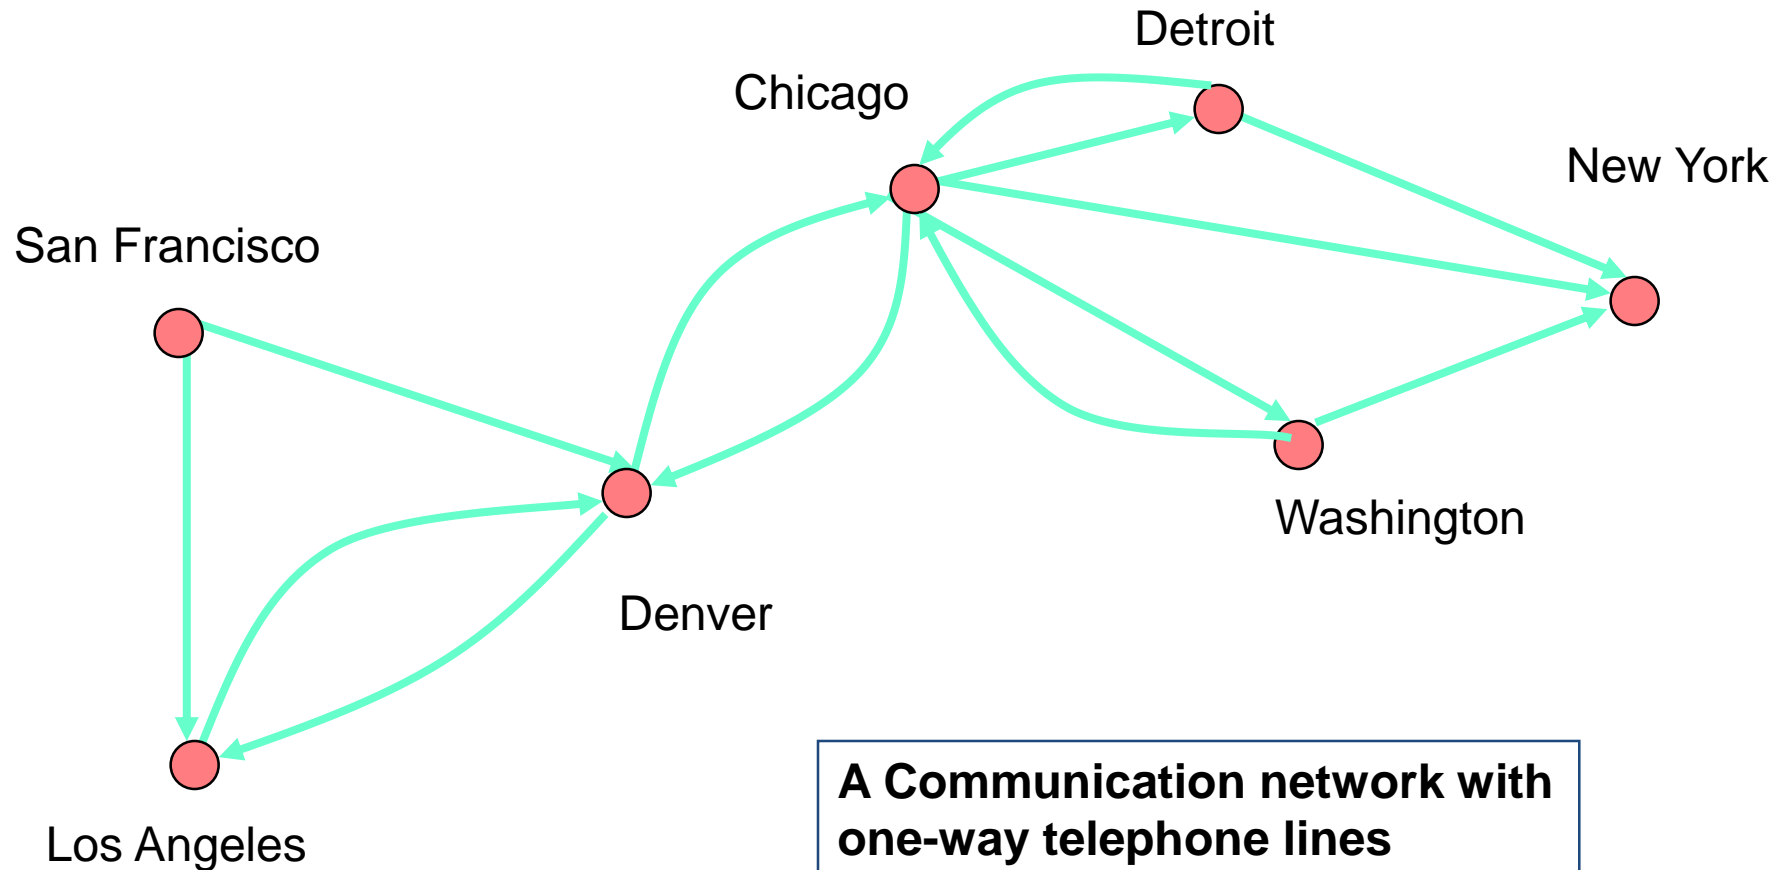 Detroit
Chicago
New York
San Francisco
Washington
Denver
A Communication network with
one-way telephone lines
Los Angeles